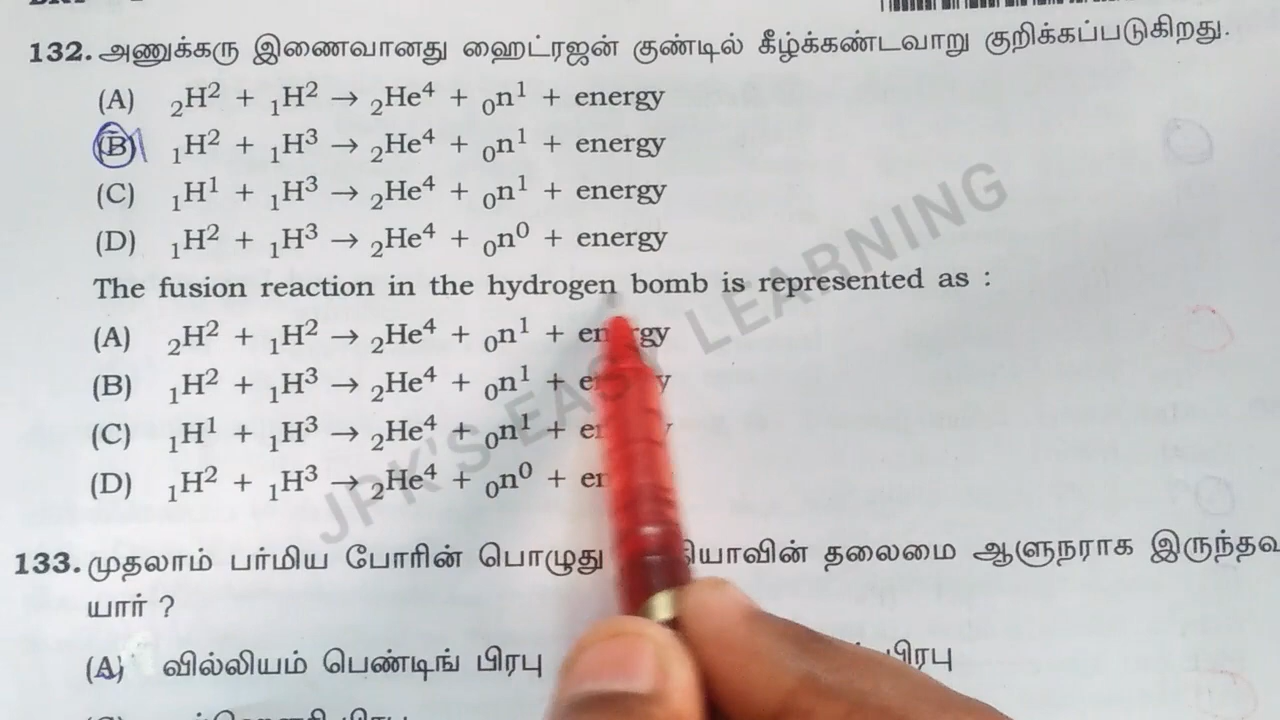 132. அணுக்கரு இணைவானது ஹைட்ரஜன் குண்டில் கீழ்க்கண்டவாறு குறிக்கப்படுகிறது.
(A) ₂H² + ₁H² → ₂He⁴ + ₀n¹ + energy
(B) ₁H² + ₁H³ → ₂He⁴ + ₀n¹ + energy
(C) ₁H¹ + ₁H³ → ₂He⁴ + ₀n¹ + energy
(D) ₁H² + ₁H³ → ₂He⁴ + ₀n⁰ + energy
The fusion reaction in the hydrogen bomb is represented as :
(A) ₂H² + ₁H² → ₂He⁴ + ₀n¹ + energy
(B) ₁H² + ₁H³ → ₂He⁴ + ₀n¹ +
(C) ₁H¹ + ₁H³ → ₂He⁴ + ₀n¹ +
(D) ₁H² + ₁H³ → ₂He⁴ + ₀n⁰ +
JPK'S EASY LEARNING
133. முதலாம் பர்மிய போரின் பொழுது தலைமை ஆளுநராக
யார் ?
(A) வில்லியம் பெண்டிங் பிரபு பிரபு